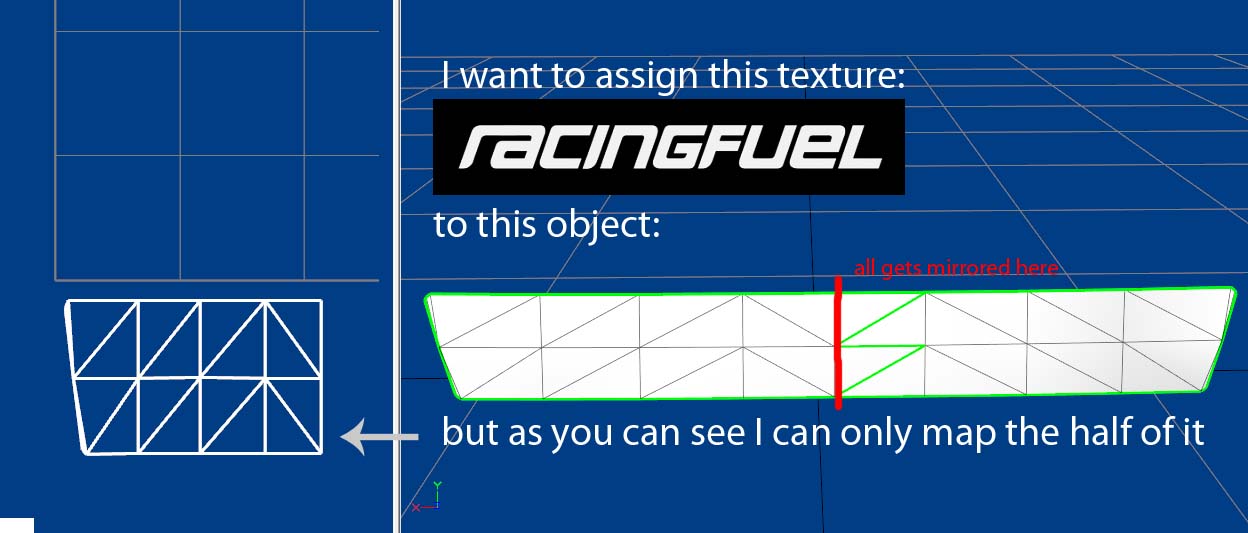 I want to assign this texture:
RACINGFUEL
to this object:
all gets mirrored here
but as you can see I can only map the half of it
Y
X